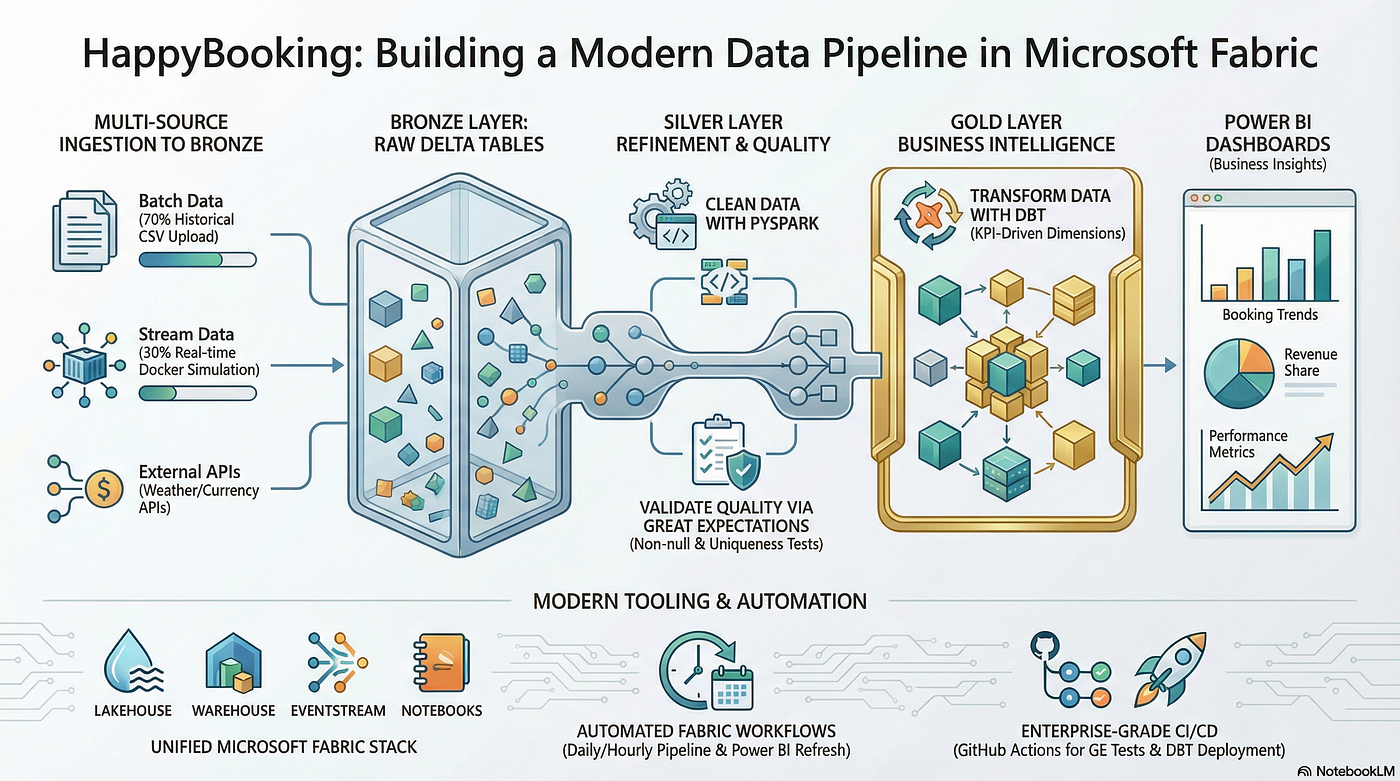 HappyBooking: Building a Modern Data Pipeline in Microsoft Fabric
MULTI-SOURCE
INGESTION TO BRONZE
Batch Data
(70% Historical
CSV Upload)
Stream Data
(30% Real-time
Docker Simulation)
External APIs
(Weather/Currency
APIs)
BRONZE LAYER:
RAW DELTA TABLES
SILVER LAYER
REFINEMENT & QUALITY
CLEAN DATA
WITH PYSPARK
</>
</>
VALIDATE QUALITY VIA
GREAT EXPECTATIONS
(Non-null & Uniqueness Tests)
GOLD LAYER
BUSINESS INTELLIGENCE
TRANSFORM DATA
WITH DBT
(KPI-Driven Dimensions)
POWER BI
DASHBOARDS
(Business Insights)
Booking Trends
Revenue
Share
Performance
Metrics
MODERN TOOLING & AUTOMATION
LAKEHOUSE
WAREHOUSE
EVENTSTREAM
NOTEBOOKS
UNIFIED MICROSOFT FABRIC STACK
AUTOMATED FABRIC WORKFLOWS
(Daily/Hourly Pipeline & Power BI Refresh)
ENTERPRISE-GRADE CI/CD
(GitHub Actions for GE Tests & DBT Deployment)
NotebookLM